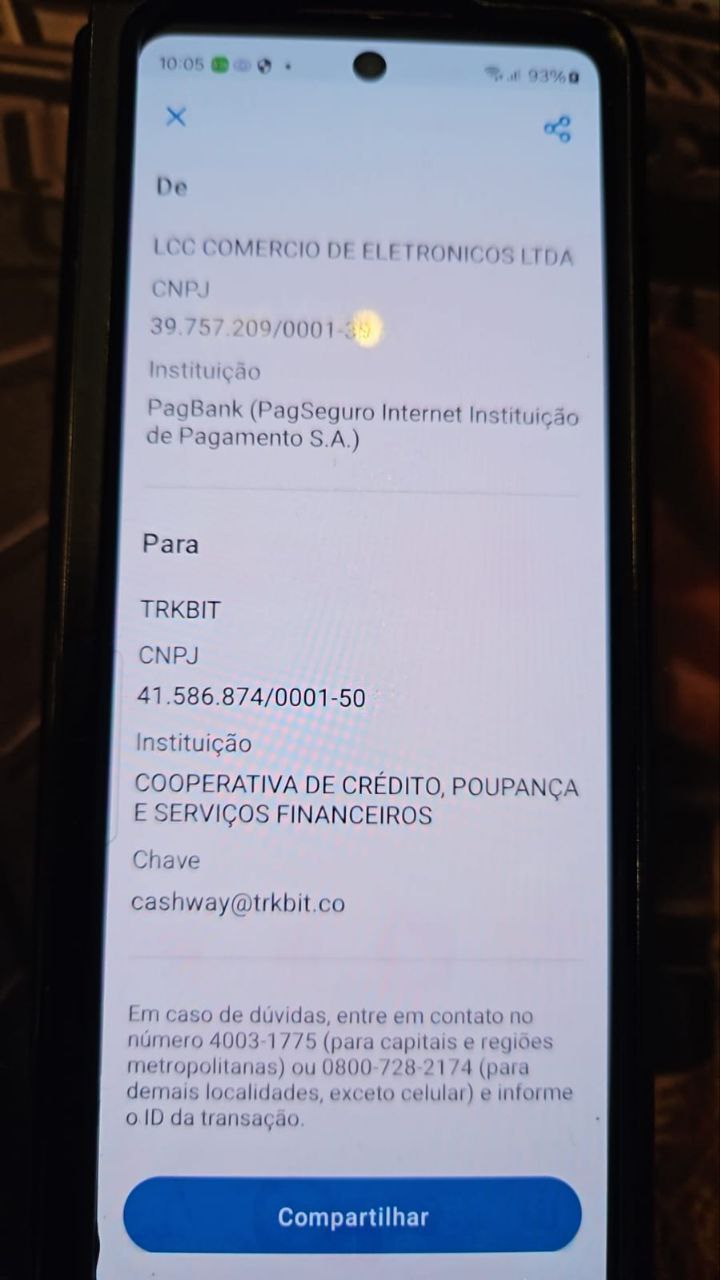 10:05
93%
De
LCC COMERCIO DE ELETRONICOS LTDA
CNPJ
39.757.209/0001-39
Instituição
PagBank (PagSeguro Internet Instituição
de Pagamento S.A.)
Para
TRKBIT
CNPJ
41.586.874/0001-50
Instituição
COOPERATIVA DE CRÉDITO, POUPANÇA
E SERVIÇOS FINANCEIROS
Chave
cashway@trkbit.co
Em caso de dúvidas, entre em contato no
número 4003-1775 (para capitais e regiões
metropolitanas) ou 0800-728-2174 (para
demais localidades, exceto celular) e informe
o ID da transação.
Compartilhar